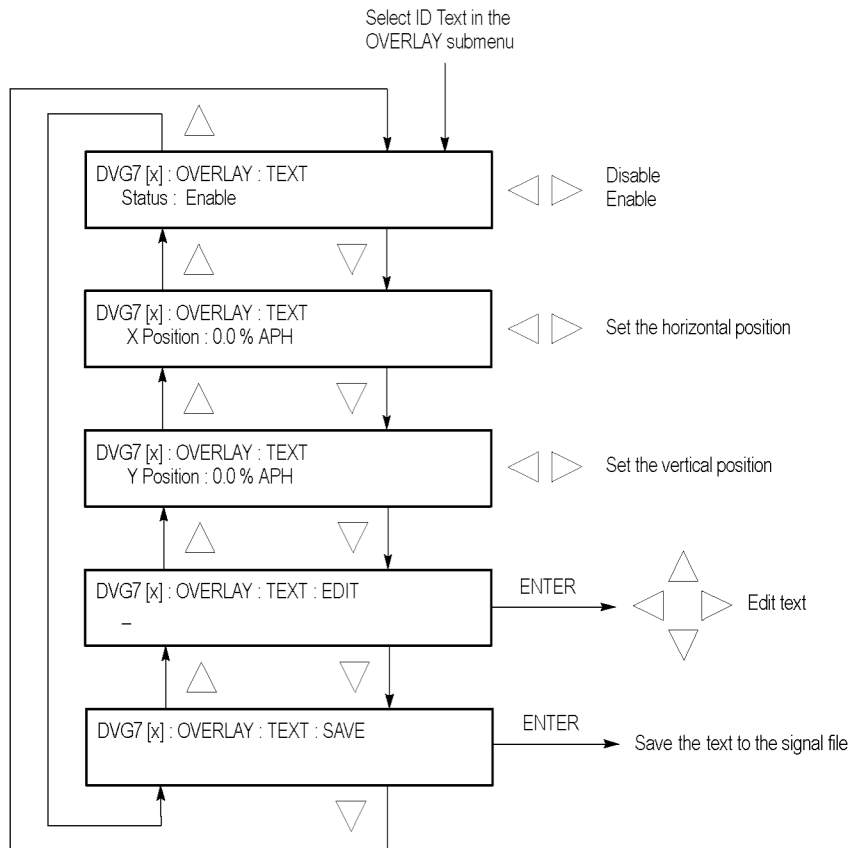 Select ID Text in the
OVERLAY submenu
DVG7 [x] : OVERLAY : TEXT
Status : Enable
Disable
Enable
DVG7 [x] : OVERLAY : TEXT
X Position : 0.0 % APH
Set the horizontal position
DVG7 [x] : OVERLAY : TEXT
Y Position : 0.0 % APH
Set the vertical position
DVG7 [x] : OVERLAY : TEXT : EDIT
_
ENTER
Edit text
DVG7 [x] : OVERLAY : TEXT : SAVE
ENTER
Save the text to the signal file